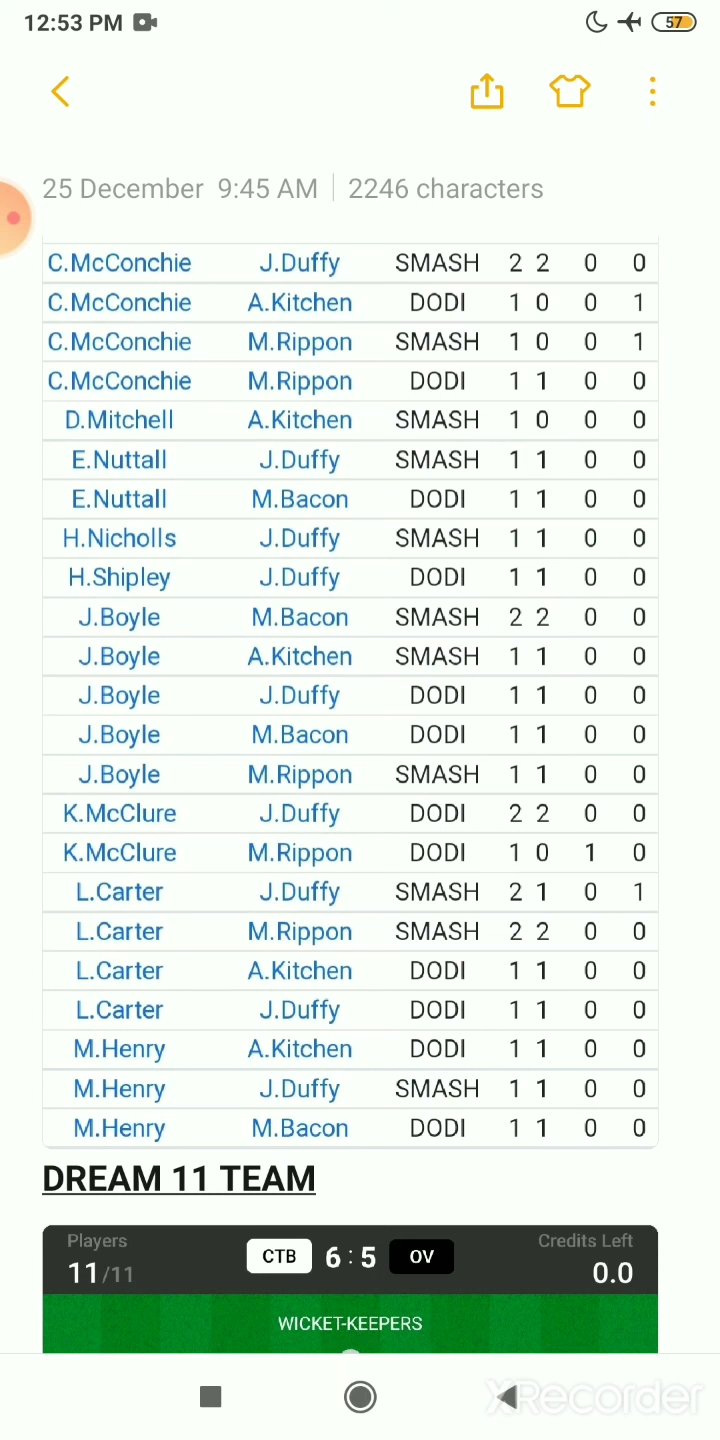 12:53 PM 57
25 December 9:45 AM 2246 characters
C.McConchie J.Duffy SMASH 2 2 0 0
C.McConchie A.Kitchen DODI 1 0 0 1
C.McConchie M.Rippon SMASH 1 0 0 1
C.McConchie M.Rippon DODI 1 1 0 0
D.Mitchell A.Kitchen SMASH 1 0 0 0
E.Nuttall J.Duffy SMASH 1 1 0 0
E.Nuttall M.Bacon DODI 1 1 0 0
H.Nicholls J.Duffy SMASH 1 1 0 0
H.Shipley J.Duffy DODI 1 1 0 0
J.Boyle M.Bacon SMASH 2 2 0 0
J.Boyle A.Kitchen SMASH 1 1 0 0
J.Boyle J.Duffy DODI 1 1 0 0
J.Boyle M.Bacon DODI 1 1 0 0
J.Boyle M.Rippon SMASH 1 1 0 0
K.McClure J.Duffy DODI 2 2 0 0
K.McClure M.Rippon DODI 1 0 1 0
L.Carter J.Duffy SMASH 2 1 0 1
L.Carter M.Rippon SMASH 2 2 0 0
L.Carter A.Kitchen DODI 1 1 0 0
L.Carter J.Duffy DODI 1 1 0 0
M.Henry A.Kitchen DODI 1 1 0 0
M.Henry J.Duffy SMASH 1 1 0 0
M.Henry M.Bacon DODI 1 1 0 0
DREAM 11 TEAM
Players Credits Left
11/11 CTB 6 : 5 OV 0.0
WICKET-KEEPERS
XRecorder